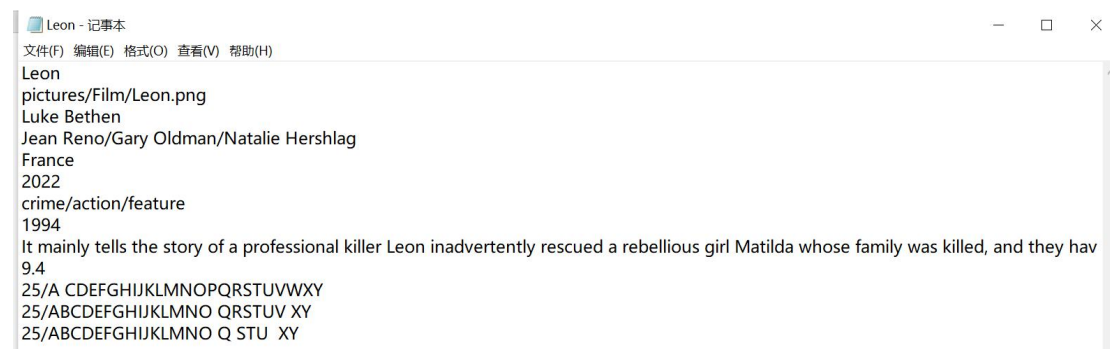 Leon - 记事本
文件(F) 编辑(E) 格式(O) 查看(V) 帮助(H)
Leon
pictures/Film/Leon.png
Luke Bethen
Jean Reno/Gary Oldman/Natalie Hershlag
France
2022
crime/action/feature
1994
It mainly tells the story of a professional killer Leon inadvertently rescued a rebellious girl Matilda whose family was killed, and they hav
9.4
25/A CDEFGHIJKLMNOPQRSTUVWXY
25/ABCDEFGHIJKLMNO QRSTUV XY
25/ABCDEFGHIJKLMNO Q STU  XY